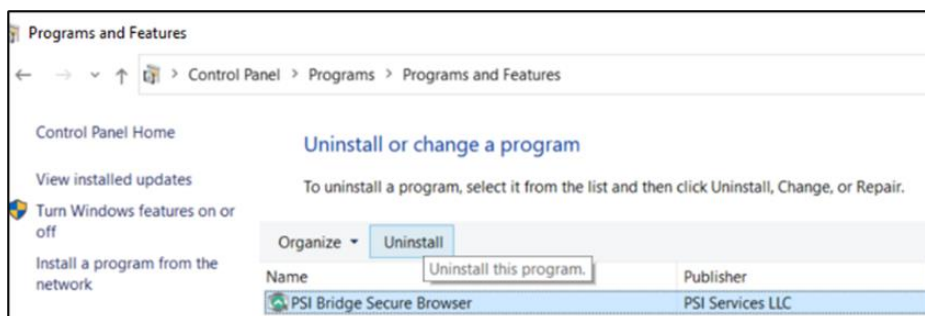 Programs and Features
Control Panel > Programs > Programs and Features
Control Panel Home
Uninstall or change a program
View installed updates
To uninstall a program, select it from the list and then click Uninstall, Change, or Repair.
Turn Windows features on or
off
Organize Uninstall
Install a program from the
network
Uninstall this program.
Name Publisher
PSI Bridge Secure Browser PSI Services LLC